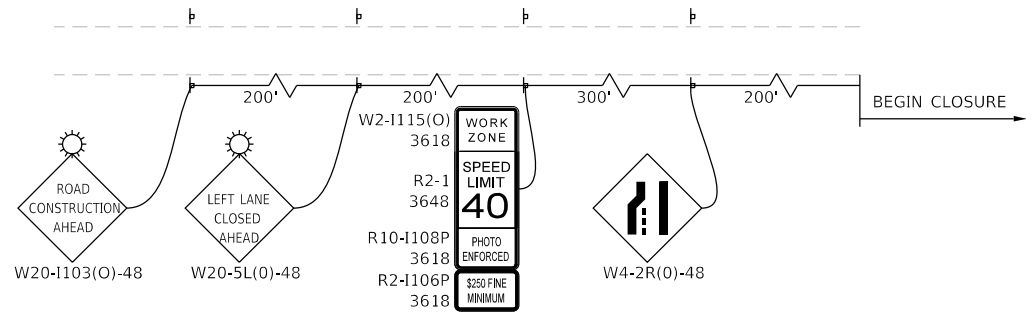 200'
200'
300'
200'
BEGIN CLOSURE
ROAD
CONSTRUCTION
AHEAD
W20-I103(O)-48
LEFT LANE
CLOSED
AHEAD
W20-5L(0)-48
W2-I115(O)
3618
WORK
ZONE
R2-1
3648
SPEED
LIMIT
40
R10-I108P
3618
PHOTO
ENFORCED
R2-I106P
3618
$250 FINE
MINIMUM
W4-2R(0)-48